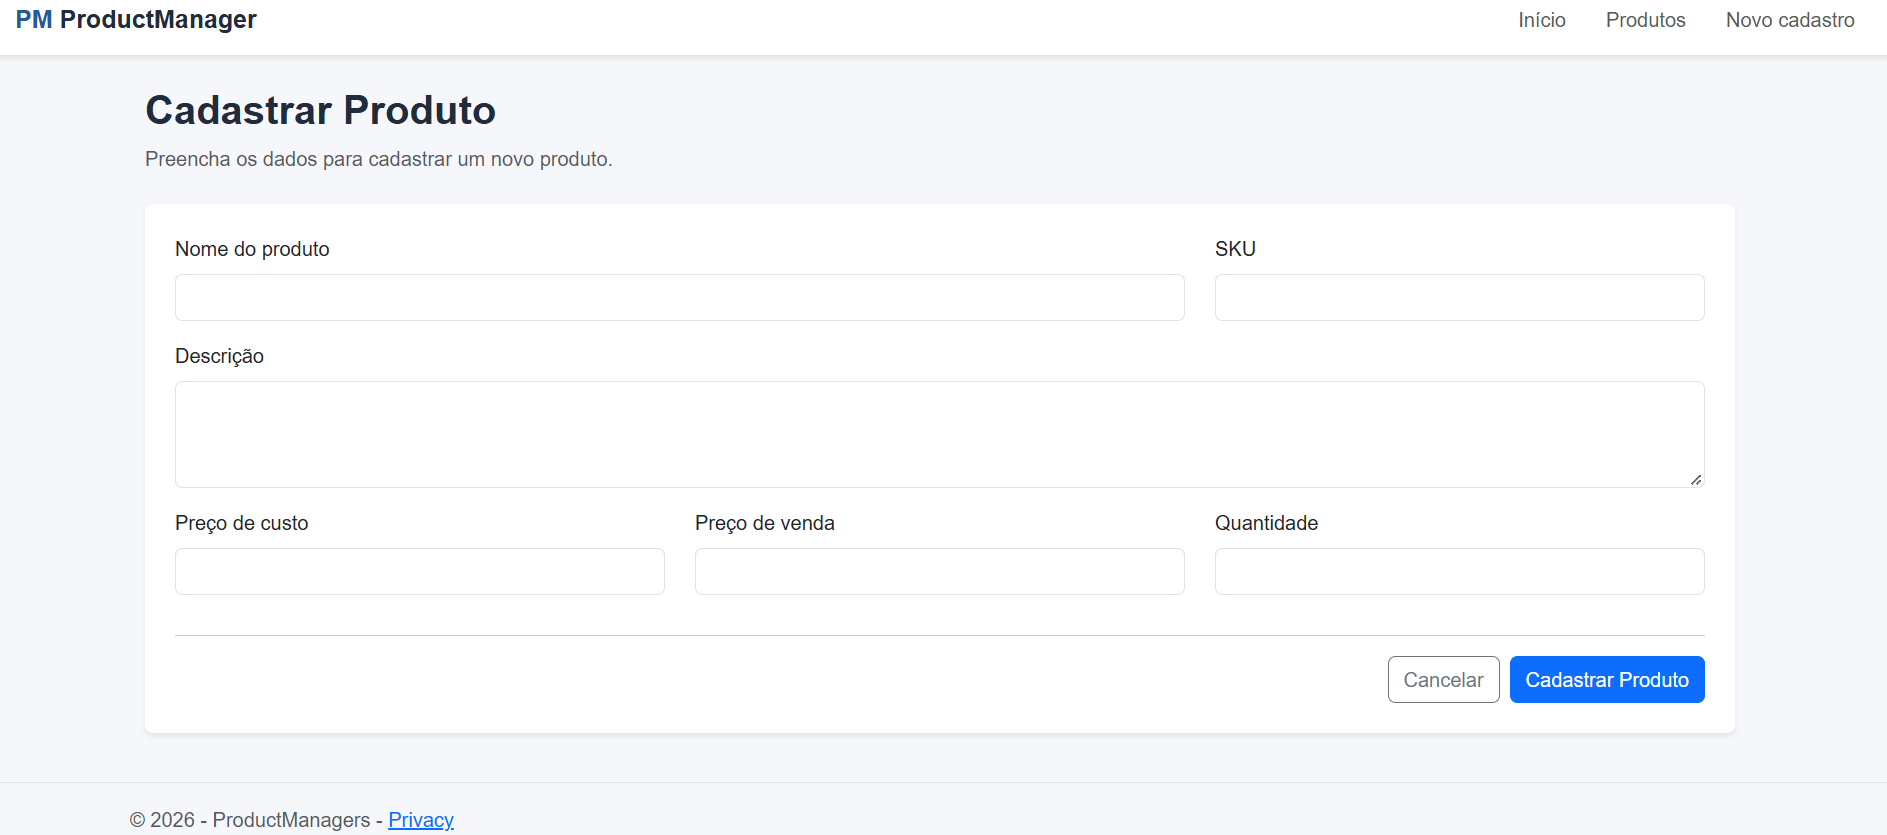 PM ProductManager
Início Produtos Novo cadastro
Cadastrar Produto
Preencha os dados para cadastrar um novo produto.
Nome do produto SKU
Descrição
Preço de custo Preço de venda Quantidade
Cancelar Cadastrar Produto
© 2026 - ProductManagers - Privacy